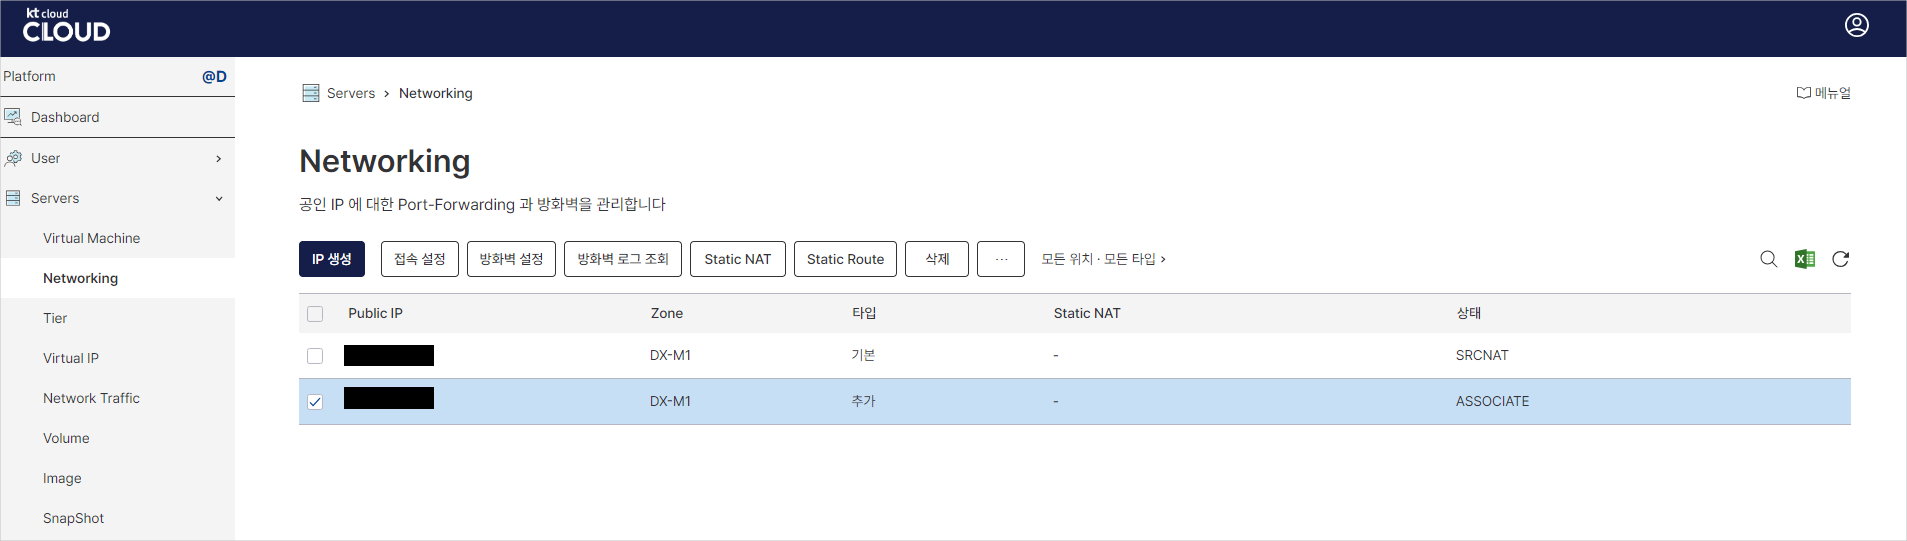 kt cloud
CLOUD
Platform @D
Dashboard
User
Servers
Virtual Machine
Networking
Tier
Virtual IP
Network Traffic
Volume
Image
SnapShot
Servers > Networking
메뉴얼
Networking
공인 IP 에 대한 Port-Forwarding 과 방화벽을 관리합니다
IP 생성 접속 설정 방화벽 설정 방화벽 로그 조회 Static NAT Static Route 삭제 ··· 모든 위치 · 모든 타입 >
Public IP Zone 타입 Static NAT 상태
DX-M1 기본 - SRCNAT
DX-M1 추가 - ASSOCIATE